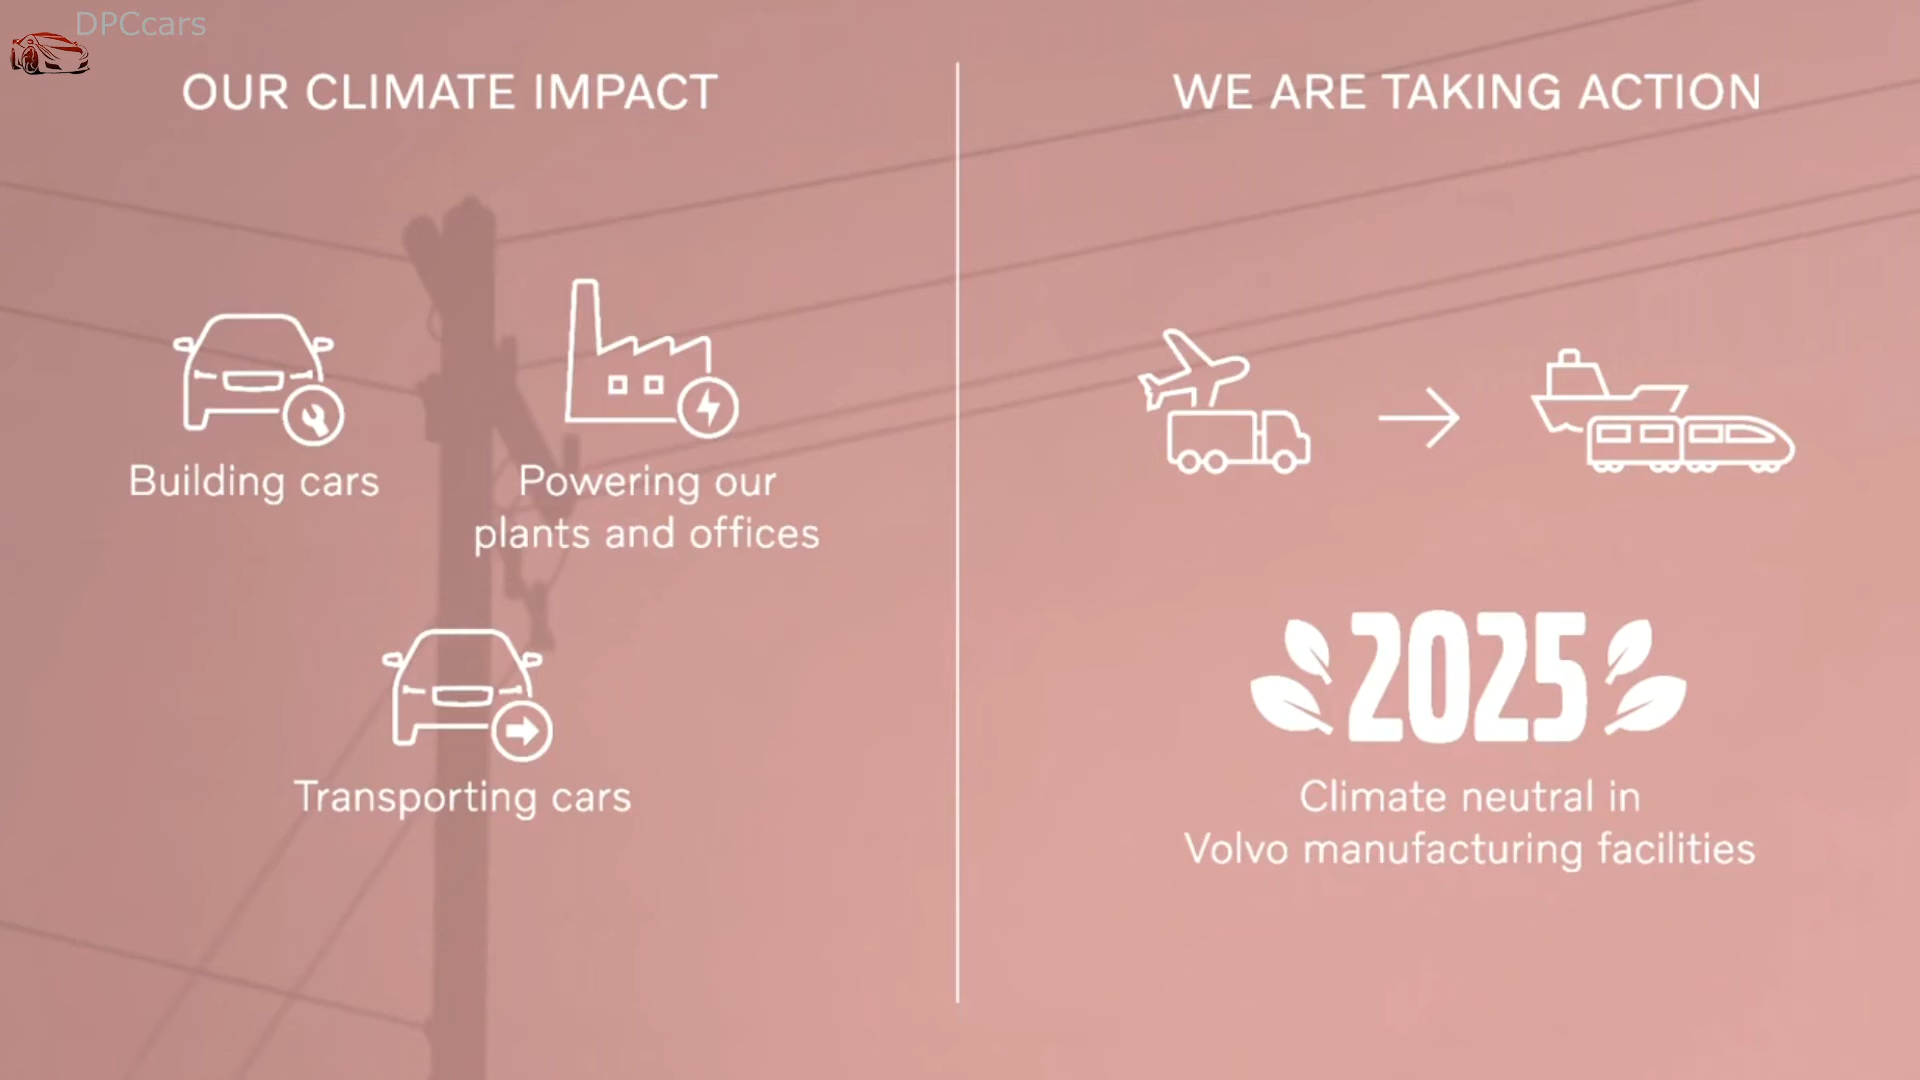 DPCcars
OUR CLIMATE IMPACT
Building cars
Powering our
plants and offices
Transporting cars
WE ARE TAKING ACTION
2025
Climate neutral in
Volvo manufacturing facilities